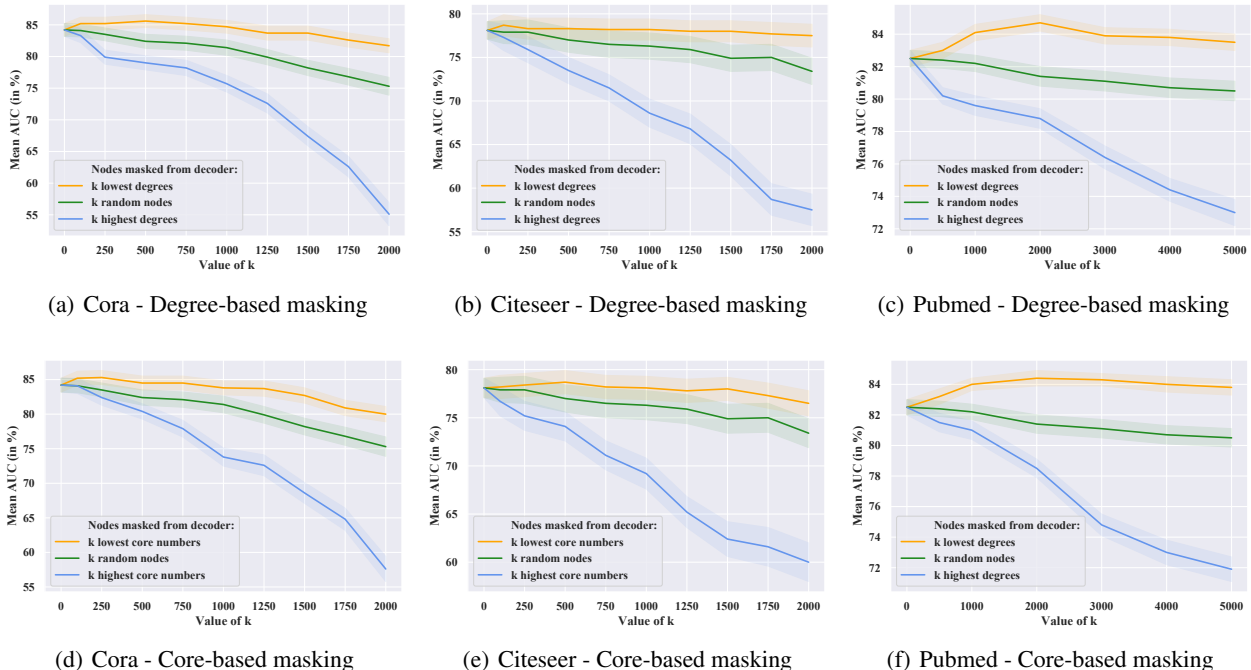 Mean AUC (in %)
85
80
75
70
65
60
55
Nodes masked from decoder:
k lowest degrees
k random nodes
k highest degrees
0 250 500 750 1000 1250 1500 1750 2000
Value of k
(a) Cora - Degree-based masking
Mean AUC (in %)
80
75
70
65
60
55
Nodes masked from decoder:
k lowest degrees
k random nodes
k highest degrees
0 250 500 750 1000 1250 1500 1750 2000
Value of k
(b) Citeseer - Degree-based masking
Mean AUC (in %)
84
82
80
78
76
74
72
Nodes masked from decoder:
k lowest degrees
k random nodes
k highest degrees
0 1000 2000 3000 4000 5000
Value of k
(c) Pubmed - Degree-based masking
Mean AUC (in %)
85
80
75
70
65
60
55
Nodes masked from decoder:
k lowest core numbers
k random nodes
k highest core numbers
0 250 500 750 1000 1250 1500 1750 2000
Value of k
(d) Cora - Core-based masking
Mean AUC (in %)
80
75
70
65
60
Nodes masked from decoder:
k lowest core numbers
k random nodes
k highest core numbers
0 250 500 750 1000 1250 1500 1750 2000
Value of k
(e) Citeseer - Core-based masking
Mean AUC (in %)
84
82
80
78
76
74
72
Nodes masked from decoder:
k lowest degrees
k random nodes
k highest degrees
0 1000 2000 3000 4000 5000
Value of k
(f) Pubmed - Core-based masking